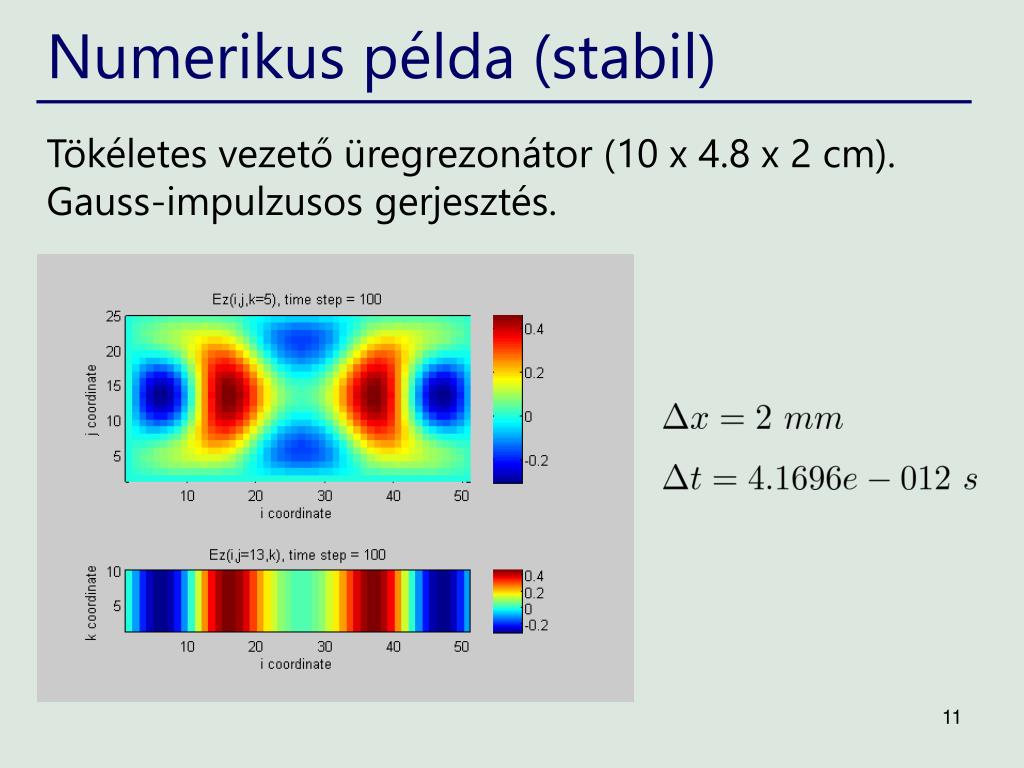 Numerikus példa (stabil)
Tökéletes vezető üregrezonátor (10 x 4.8 x 2 cm).
Gauss-impulzusos gerjesztés.
Ez(i,j,k=5), time step = 100
25
20
15
10
5
j coordinate
10 20 30 40 50
i coordinate
0.4
0.2
0
-0.2
Ez(i,j=13,k), time step = 100
10
5
k coordinate
10 20 30 40 50
i coordinate
0.4
0.2
0
-0.2
Δx = 2 mm
Δt = 4.1696e − 012 s
11